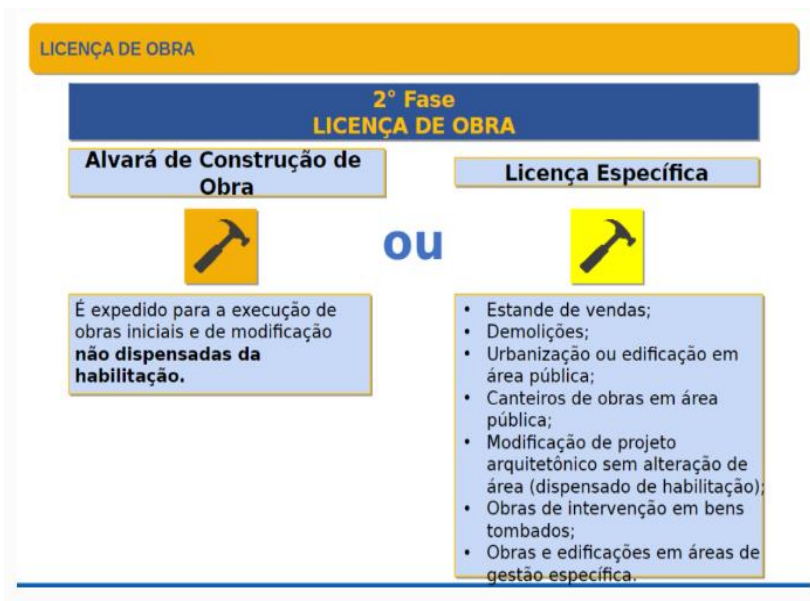 LICENÇA DE OBRA
2° Fase
LICENÇA DE OBRA
Alvará de Construção de
Obra
ou
Licença Específica
É expedido para a execução de
obras iniciais e de modificação
não dispensadas da
habilitação.
• Estande de vendas;
• Demolições;
• Urbanização ou edificação em
área pública;
• Canteiros de obras em área
pública;
• Modificação de projeto
arquitetônico sem alteração de
área (dispensado de habilitação);
• Obras de intervenção em bens
tombados;
• Obras e edificações em áreas de
gestão específica.